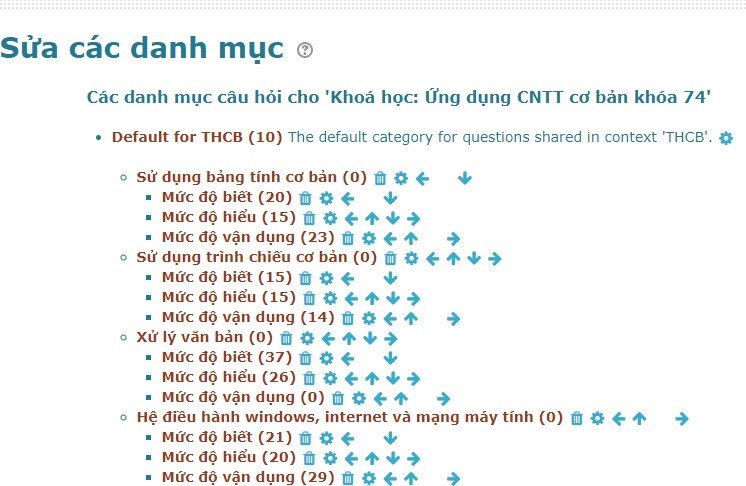 Sửa các danh mục
Các danh mục câu hỏi cho 'Khoá học: Ứng dụng CNTT cơ bản khóa 74'
Default for THCB (10) The default category for questions shared in context 'THCB'.
Sử dụng bảng tính cơ bản (0)
Mức độ biết (20)
Mức độ hiểu (15)
Mức độ vận dụng (23)
Sử dụng trình chiếu cơ bản (0)
Mức độ biết (15)
Mức độ hiểu (15)
Mức độ vận dụng (14)
Xử lý văn bản (0)
Mức độ biết (37)
Mức độ hiểu (26)
Mức độ vận dụng (0)
Hệ điều hành windows, internet và mạng máy tính (0)
Mức độ biết (21)
Mức độ hiểu (20)
Mức độ vận dụng (29)